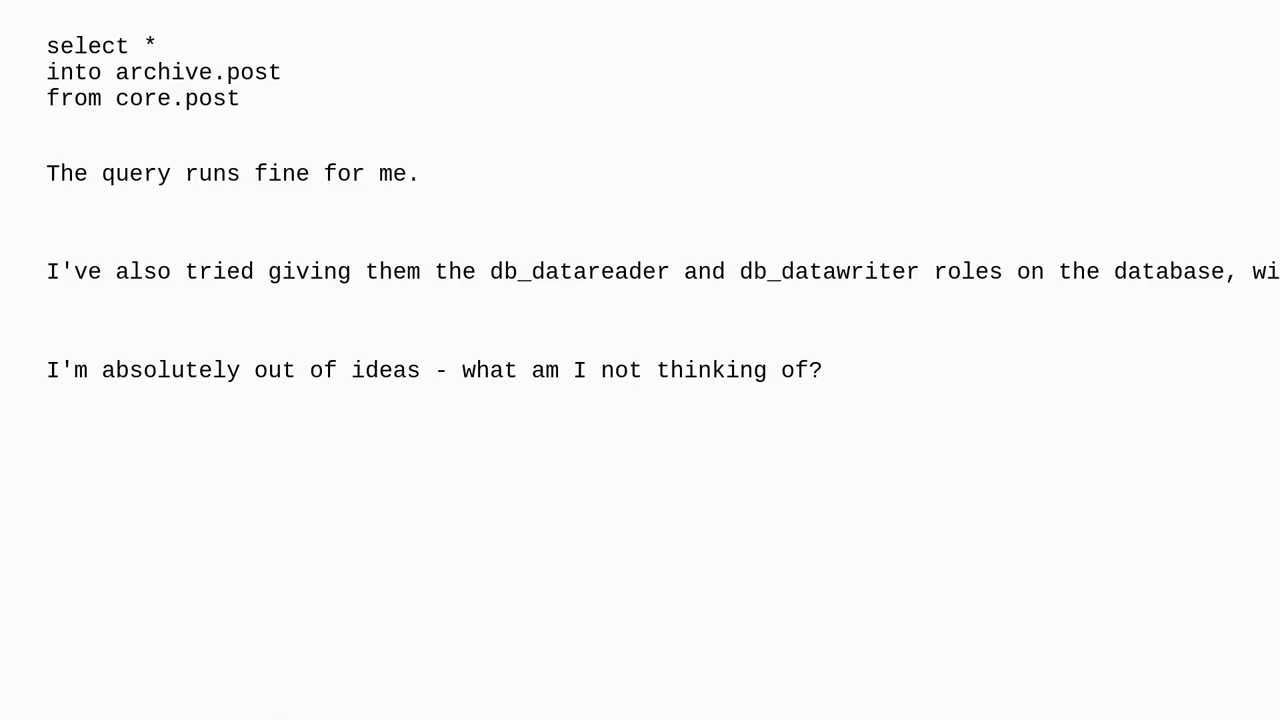 select *
into archive.post
from core.post
The query runs fine for me.
I've also tried giving them the db_datareader and db_datawriter roles on the database, wi
I'm absolutely out of ideas - what am I not thinking of?